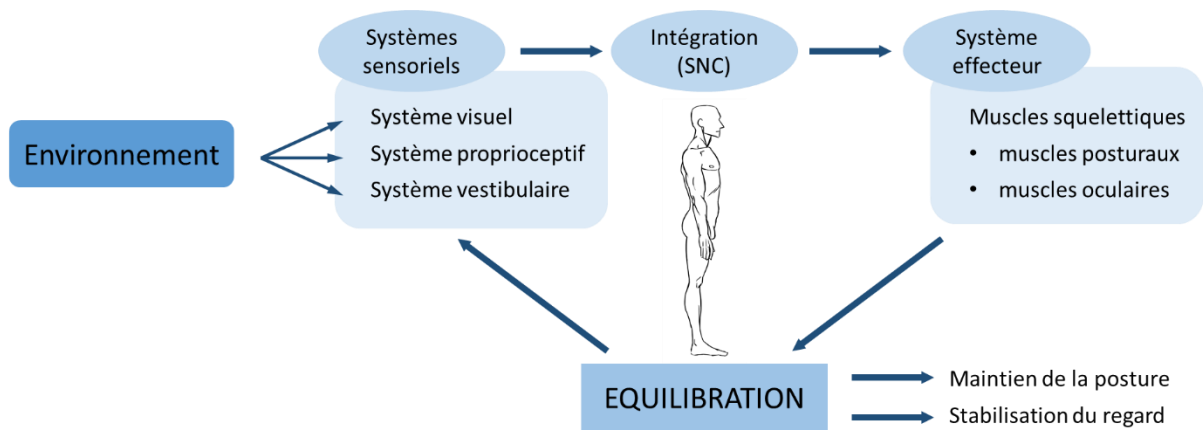 Systèmes
sensoriels
Intégration
(SNC)
Système
effecteur
Environnement
Système visuel
Système proprioceptif
Système vestibulaire
Muscles squelettiques
• muscles posturaux
• muscles oculaires
EQUILIBRATION
Maintien de la posture
Stabilisation du regard